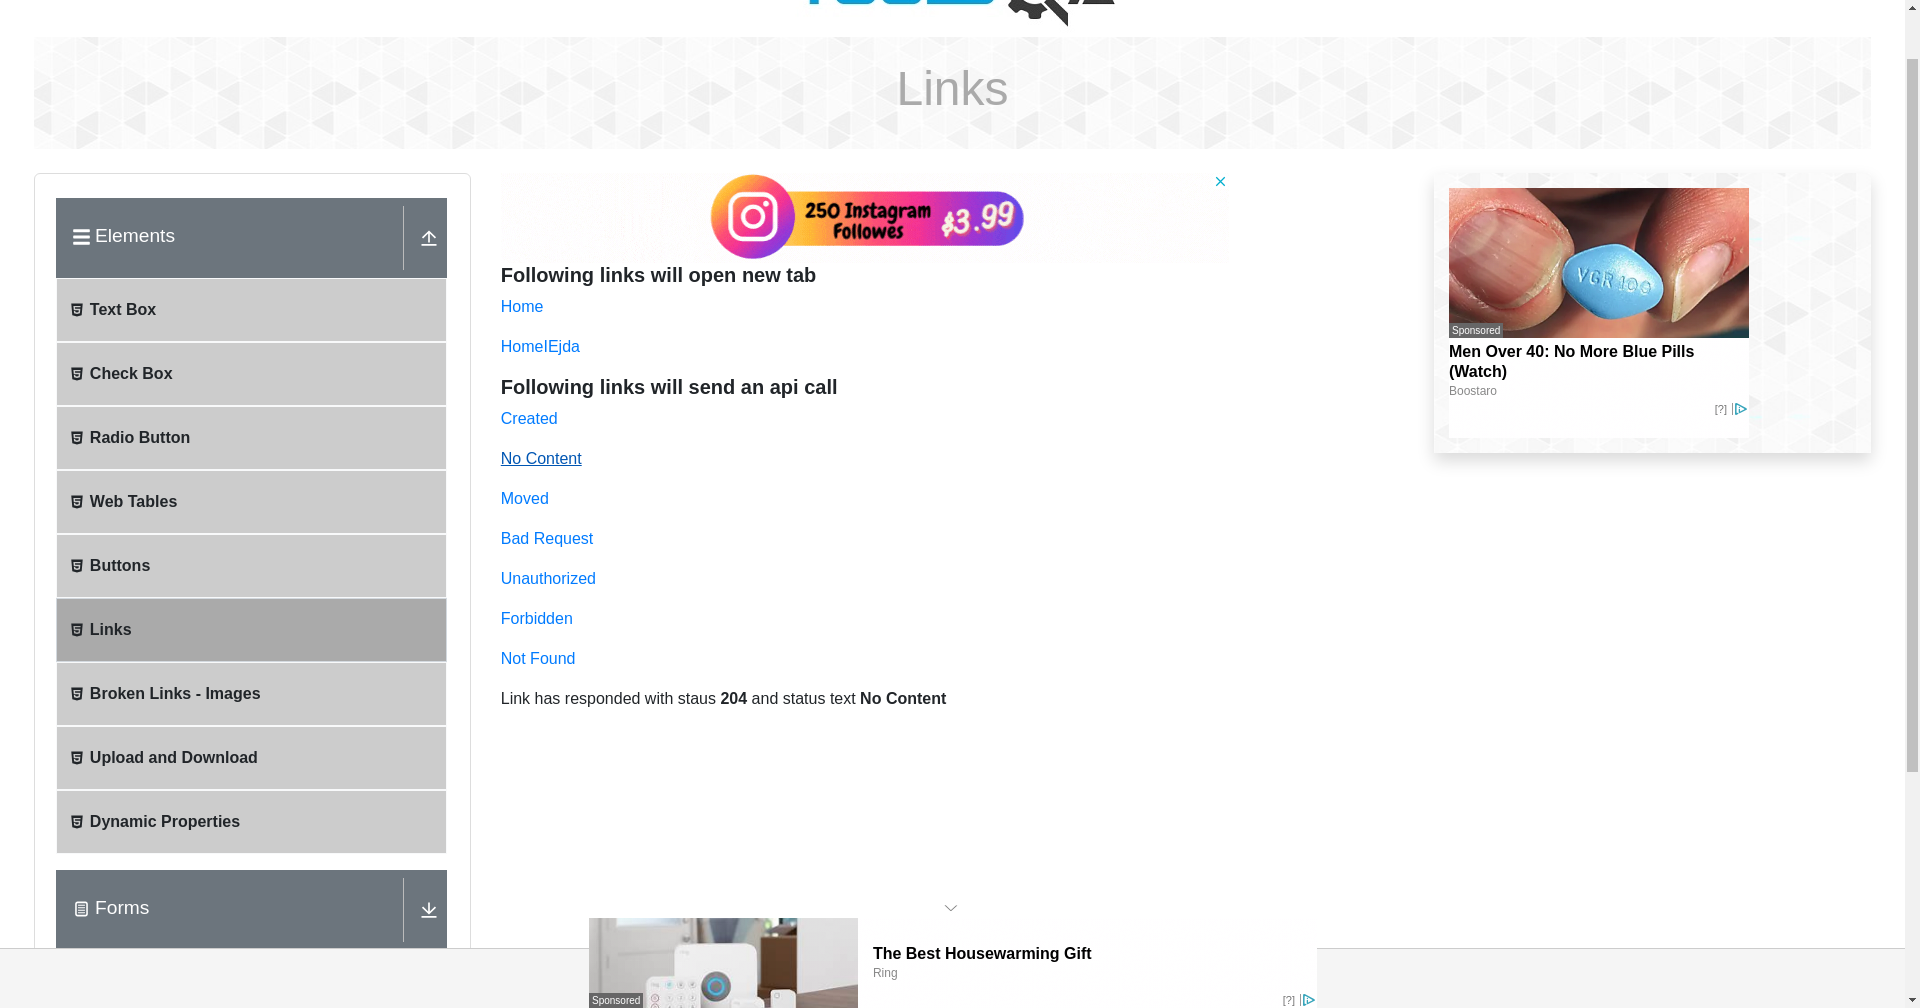 Links
Elements
Text Box
Check Box
Radio Button
Web Tables
Buttons
Links
Broken Links - Images
Upload and Download
Dynamic Properties
Forms
250 Instagram
Followes
$3.99
Following links will open new tab
Home
HomeIEjda
Following links will send an api call
Created
No Content
Moved
Bad Request
Unauthorized
Forbidden
Not Found
Link has responded with staus 204 and status text No Content
VGR 100
Sponsored
Men Over 40: No More Blue Pills
(Watch)
Boostaro
[?]
The Best Housewarming Gift
Ring
Sponsored
[?]